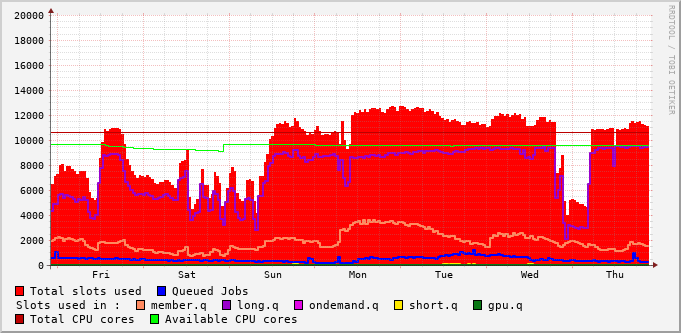 20000
18000
16000
14000
12000
10000
8000
6000
4000
2000
0
Fri Sat Sun Mon Tue Wed Thu
Total slots used Queued Jobs
Slots used in : member.q long.q ondemand.q short.q gpu.q
Total CPU cores Available CPU cores
RRDTOOL / TOBI OETIKER